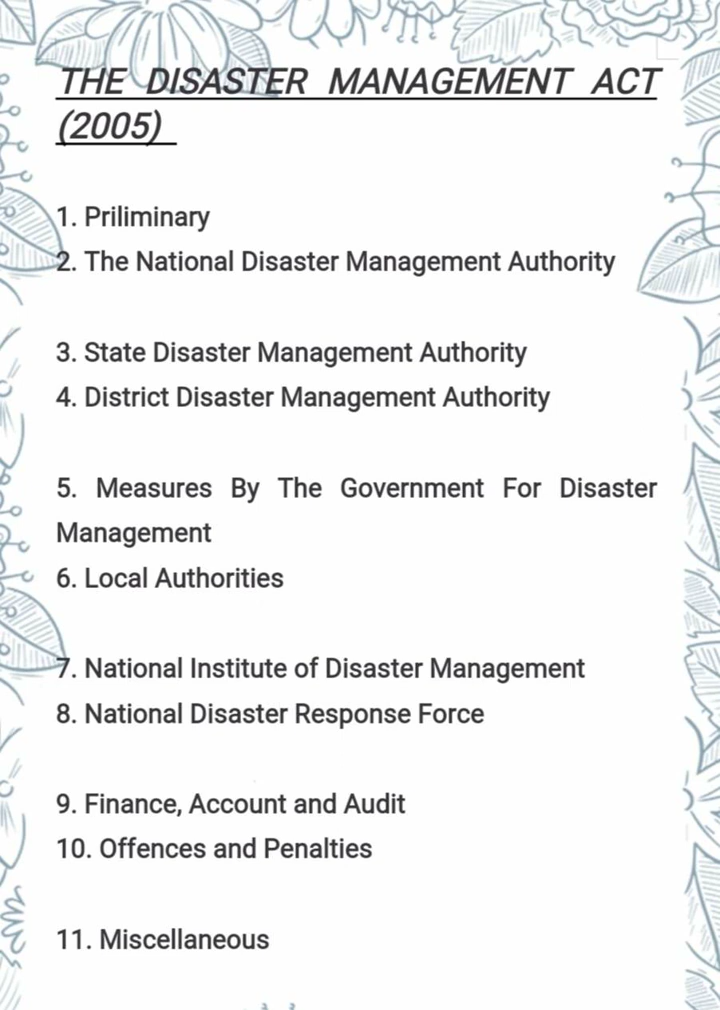 THE DISASTER MANAGEMENT ACT
(2005)
1. Priliminary
2. The National Disaster Management Authority
3. State Disaster Management Authority
4. District Disaster Management Authority
5. Measures By The Government For Disaster
Management
6. Local Authorities
7. National Institute of Disaster Management
8. National Disaster Response Force
9. Finance, Account and Audit
10. Offences and Penalties
11. Miscellaneous